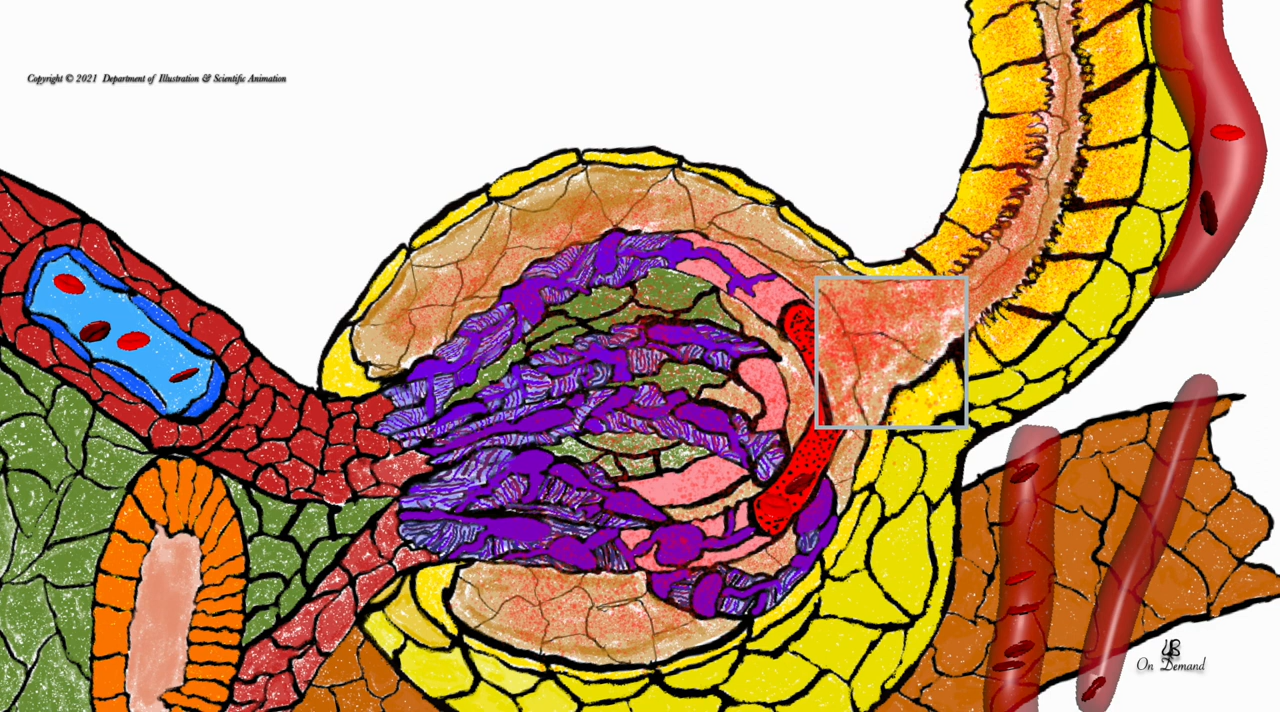 Copyright © 2021 Department of Illustration & Scientific Animation
On Demand